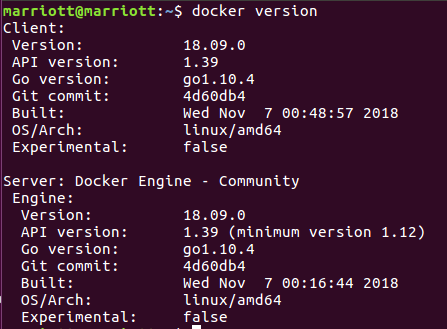 marriott@marriott:~$ docker version
Client:
 Version:           18.09.0
 API version:       1.39
 Go version:        go1.10.4
 Git commit:        4d60db4
 Built:             Wed Nov  7 00:48:57 2018
 OS/Arch:           linux/amd64
 Experimental:      false

Server: Docker Engine - Community
 Engine:
  Version:          18.09.0
  API version:      1.39 (minimum version 1.12)
  Go version:       go1.10.4
  Git commit:       4d60db4
  Built:            Wed Nov  7 00:16:44 2018
  OS/Arch:          linux/amd64
  Experimental:     false